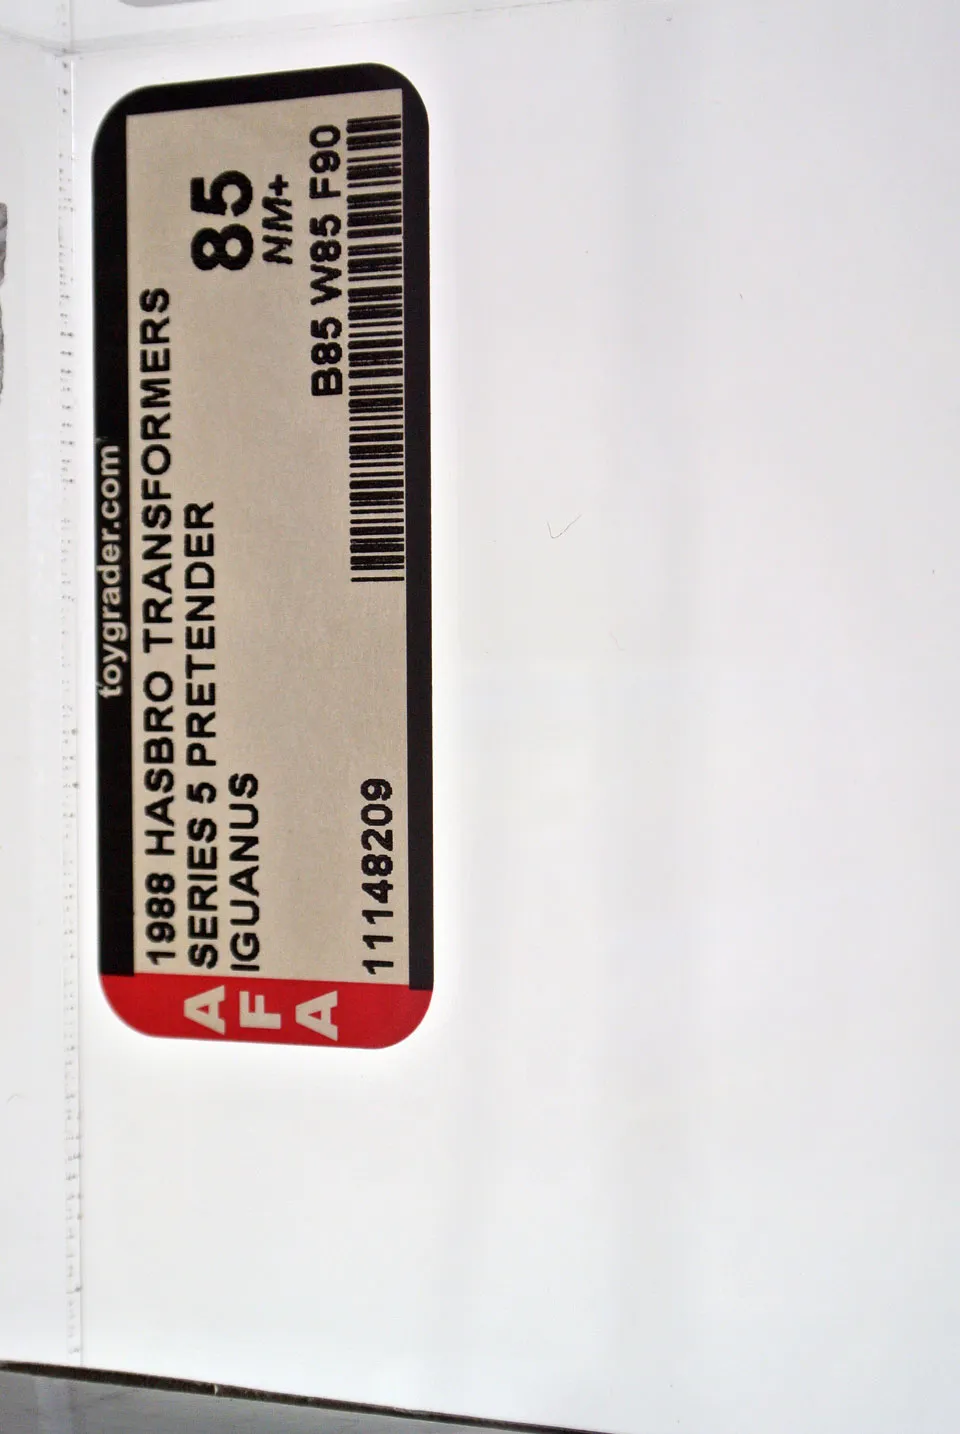 toygrader.com
AFA
1988 HASBRO TRANSFORMERS
SERIES 5 PRETENDER
IGUANUS
85
NM+
B85 W85 F90
11148209